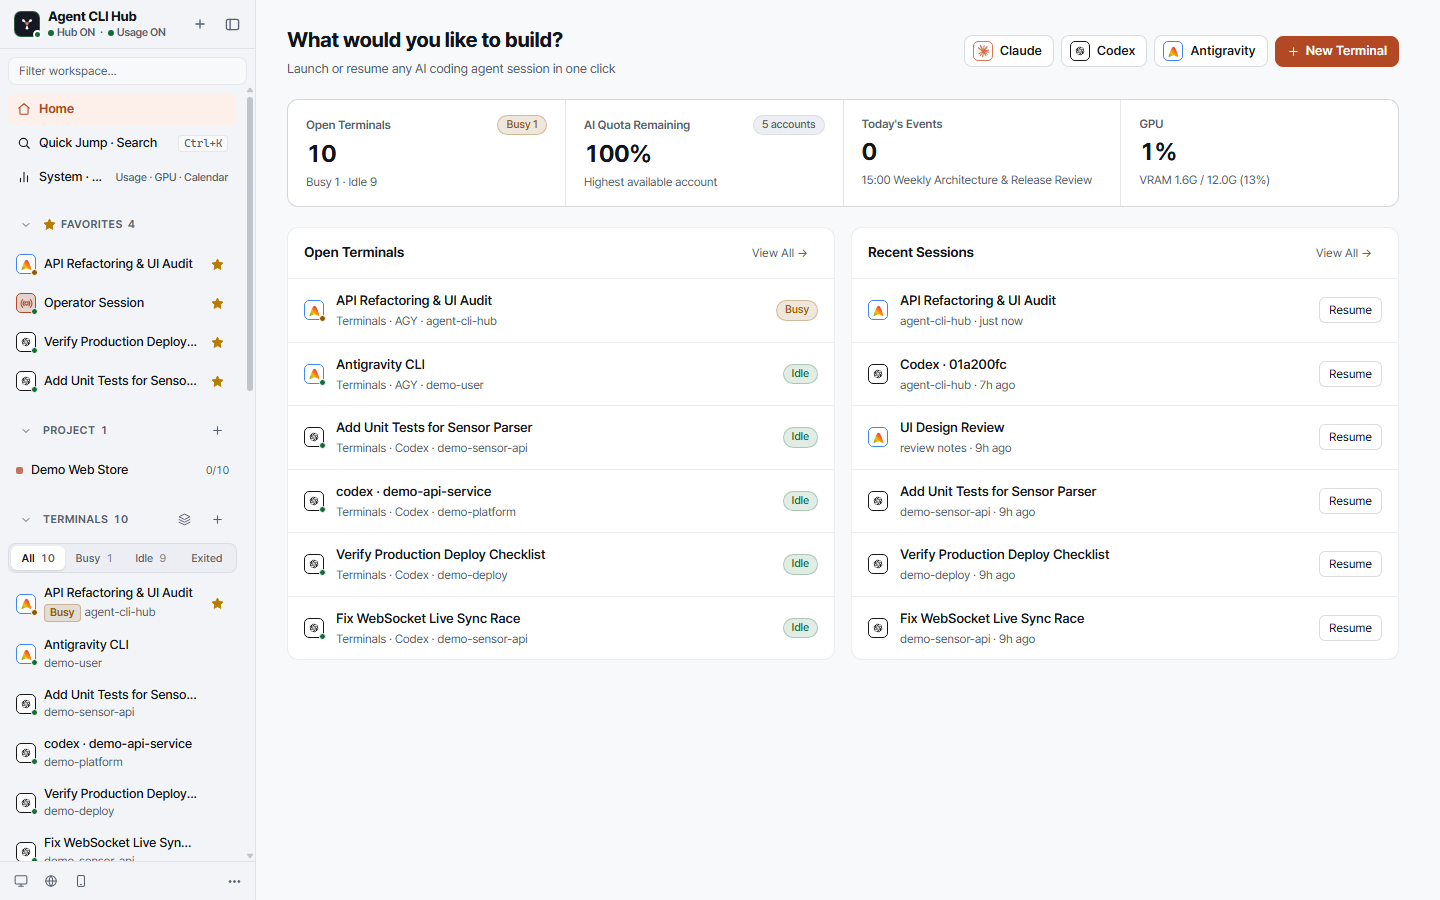 Agent CLI Hub
Hub ON · Usage ON
Filter workspace...
Home
Quick Jump · Search Ctrl+K
System · ... Usage · GPU · Calendar
FAVORITES 4
API Refactoring & UI Audit
Operator Session
Verify Production Deploy...
Add Unit Tests for Senso...
PROJECT 1
Demo Web Store 0/10
TERMINALS 10
All 10 Busy 1 Idle 9 Exited
API Refactoring & UI Audit
Busy agent-cli-hub
Antigravity CLI
demo-user
Add Unit Tests for Senso...
demo-sensor-api
codex · demo-api-service
demo-platform
Verify Production Deploy...
demo-deploy
Fix WebSocket Live Syn...
demo-sensor-api
What would you like to build?
Launch or resume any AI coding agent session in one click
Claude
Codex
Antigravity
+ New Terminal
Open Terminals Busy 1
10
Busy 1 · Idle 9
AI Quota Remaining 5 accounts
100%
Highest available account
Today's Events
0
15:00 Weekly Architecture & Release Review
GPU
1%
VRAM 1.6G / 12.0G (13%)
Open Terminals View All →
API Refactoring & UI Audit
Terminals · AGY · agent-cli-hub
Busy
Antigravity CLI
Terminals · AGY · demo-user
Idle
Add Unit Tests for Sensor Parser
Terminals · Codex · demo-sensor-api
Idle
codex · demo-api-service
Terminals · Codex · demo-platform
Idle
Verify Production Deploy Checklist
Terminals · Codex · demo-deploy
Idle
Fix WebSocket Live Sync Race
Terminals · Codex · demo-sensor-api
Idle
Recent Sessions View All →
API Refactoring & UI Audit
agent-cli-hub · just now
Resume
Codex · 01a200fc
agent-cli-hub · 7h ago
Resume
UI Design Review
review notes · 9h ago
Resume
Add Unit Tests for Sensor Parser
demo-sensor-api · 9h ago
Resume
Verify Production Deploy Checklist
demo-deploy · 9h ago
Resume
Fix WebSocket Live Sync Race
demo-sensor-api · 9h ago
Resume